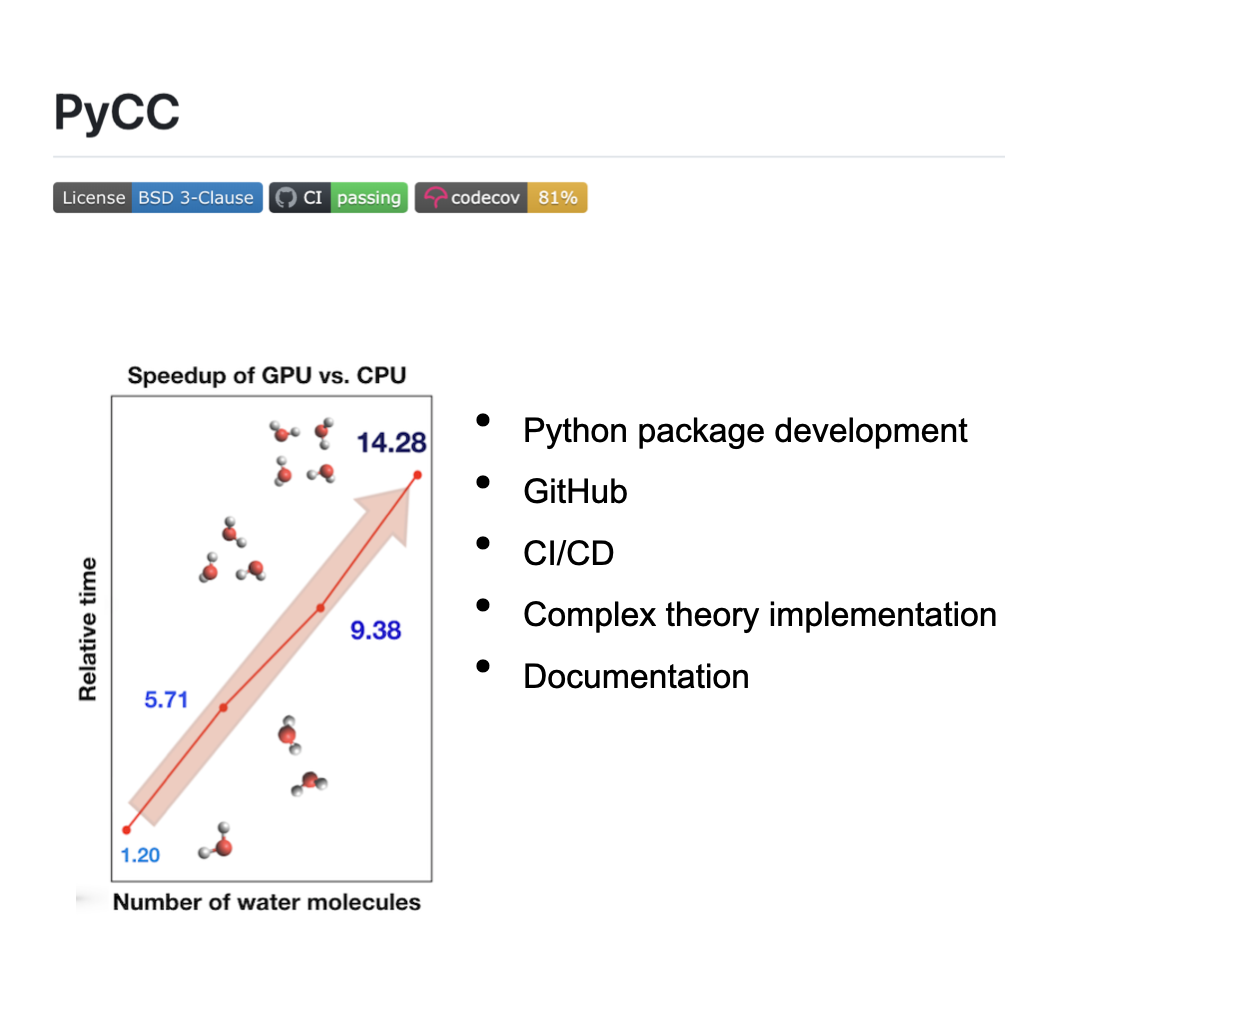 PyCC
License BSD 3-Clause CI passing codecov 81%
Speedup of GPU vs. CPU
14.28
9.38
5.71
1.20
Relative time
Number of water molecules
• Python package development
• GitHub
• CI/CD
• Complex theory implementation
• Documentation